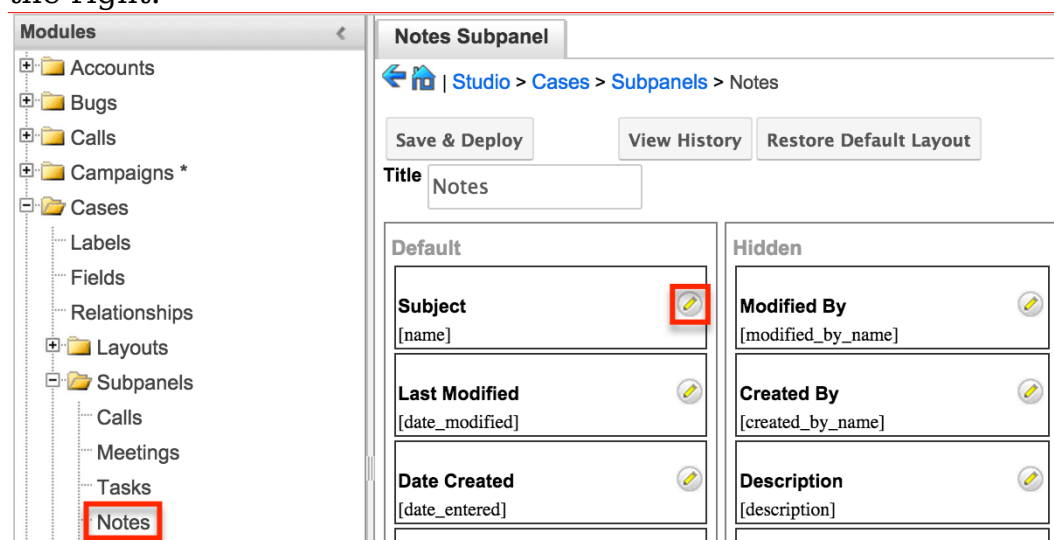 the right.
Modules
Accounts
Bugs
Calls
Campaigns *
Cases
Labels
Fields
Relationships
Layouts
Subpanels
Calls
Meetings
Tasks
Notes
Notes Subpanel
| Studio > Cases > Subpanels > Notes
Save & Deploy View History Restore Default Layout
Title Notes
Default
Subject
[name]
Last Modified
[date_modified]
Date Created
[date_entered]
Hidden
Modified By
[modified_by_name]
Created By
[created_by_name]
Description
[description]